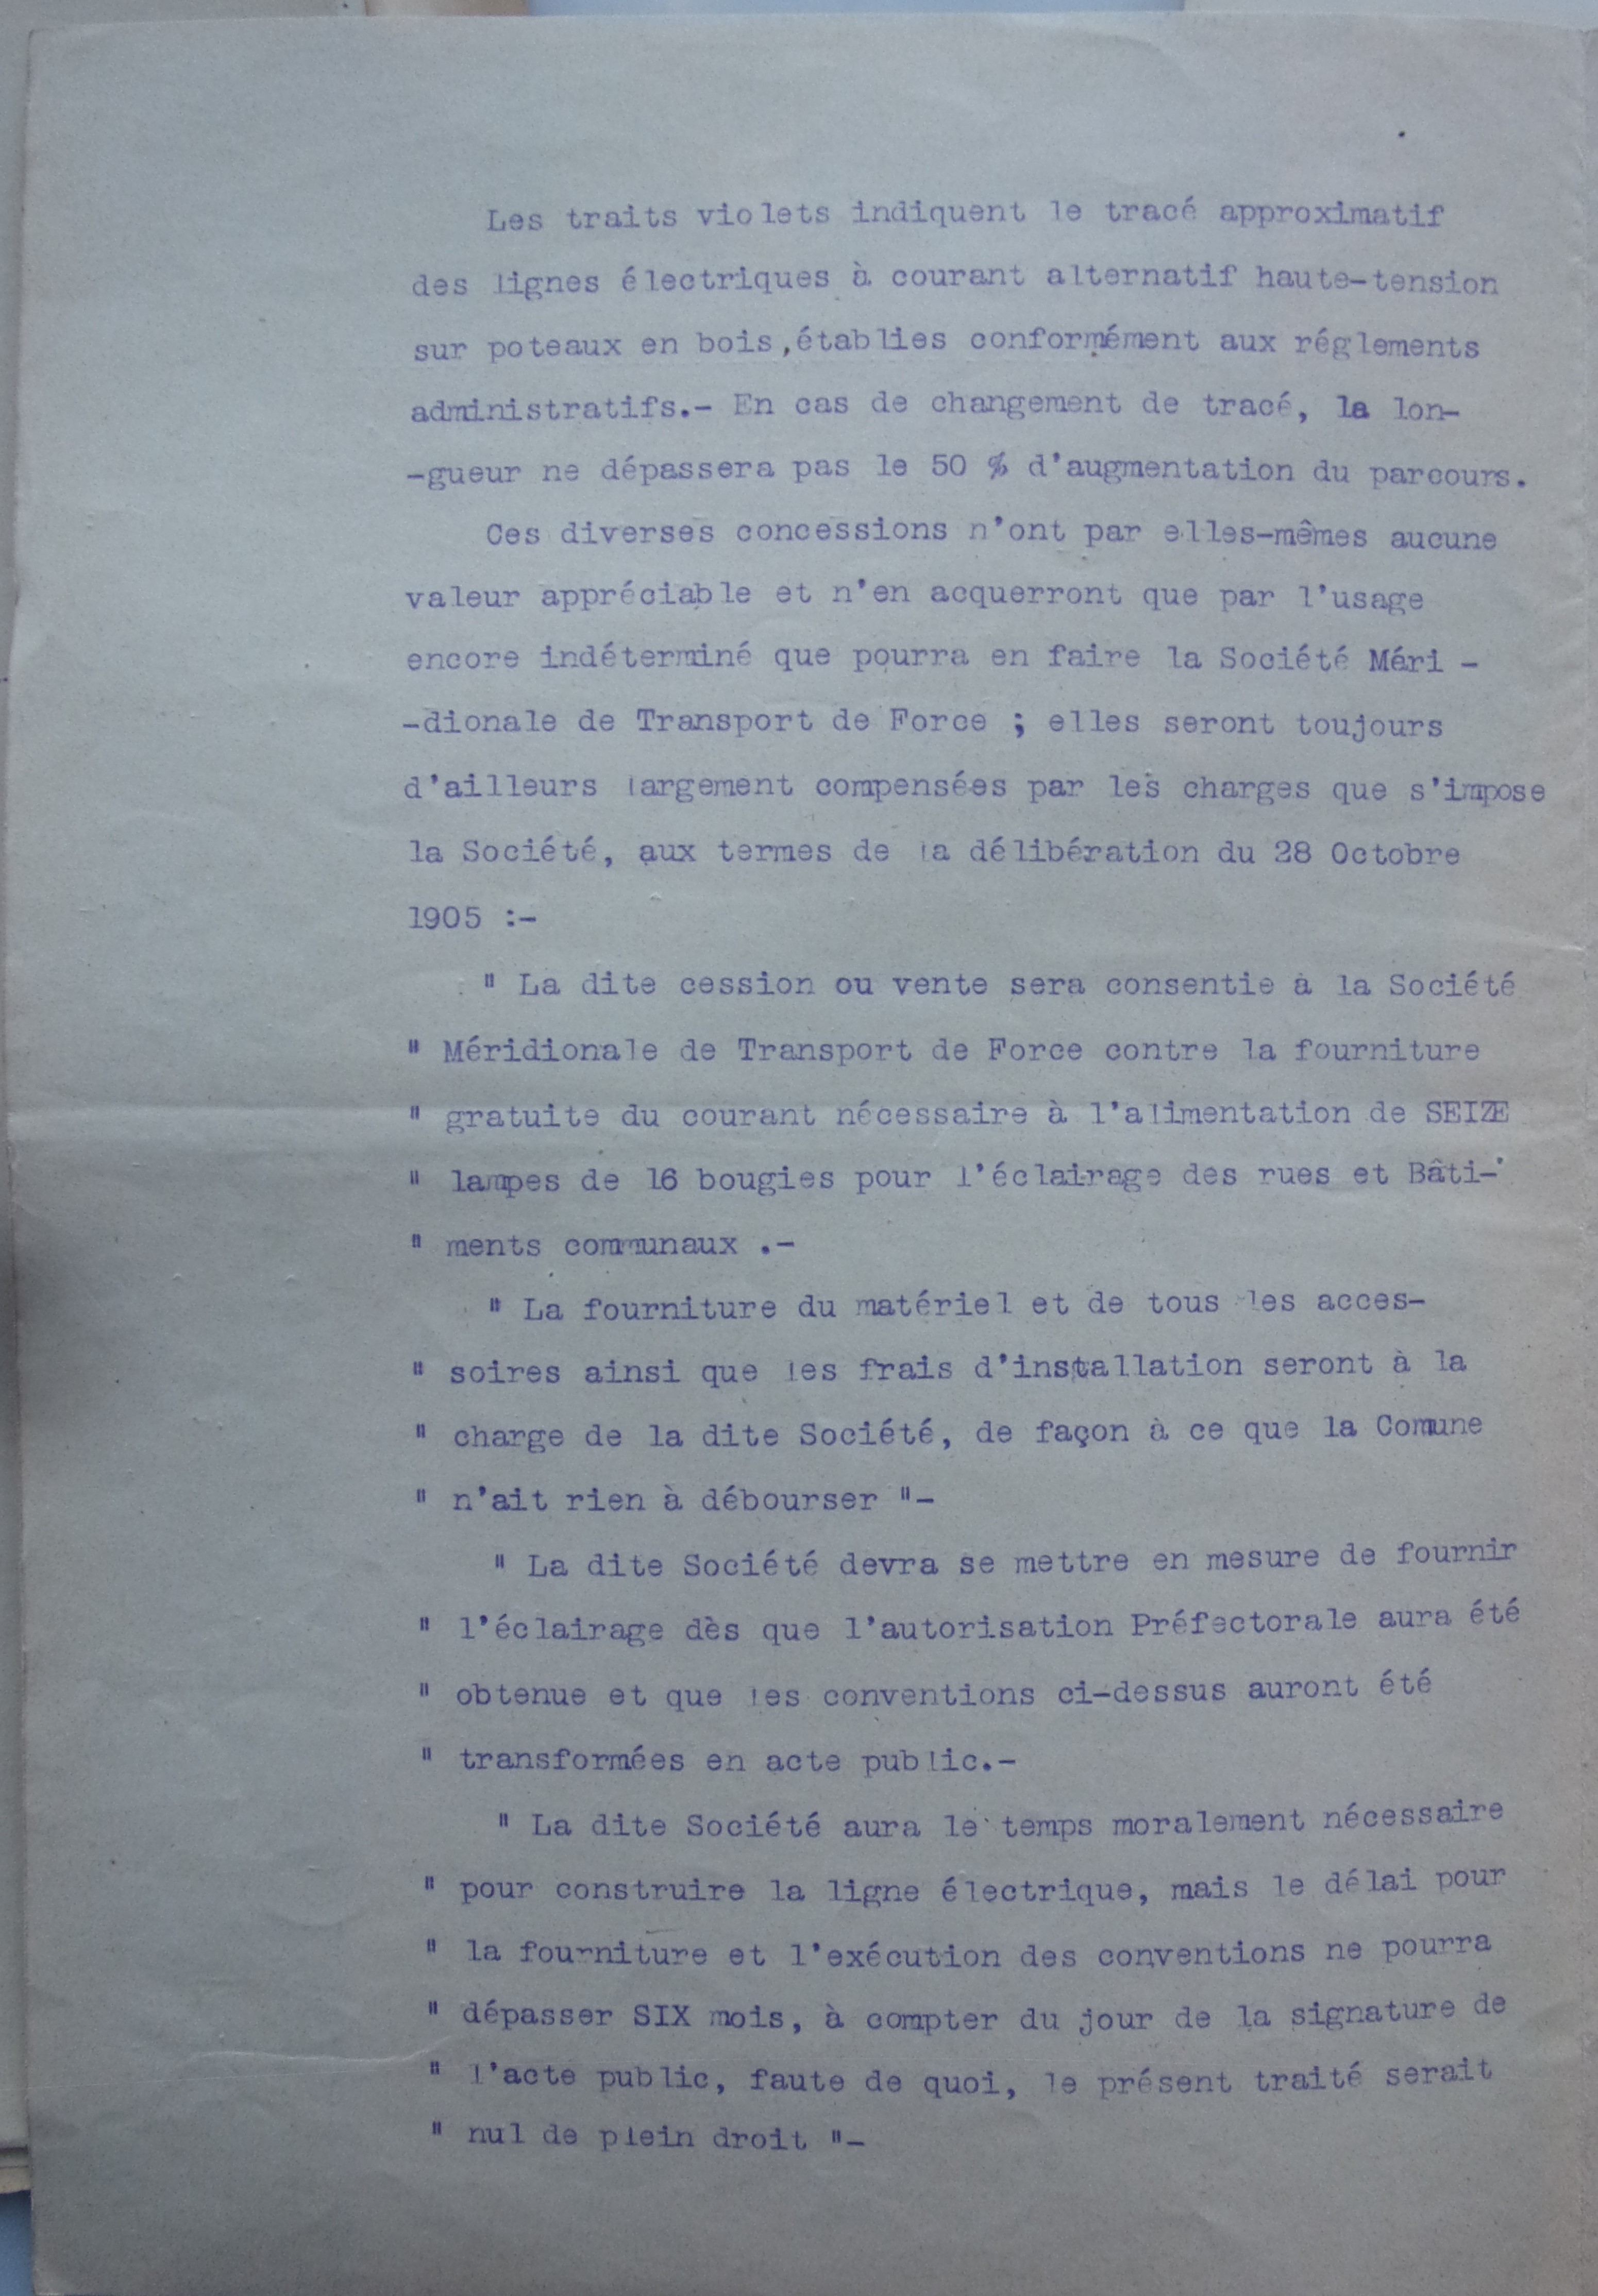 Les traits violets indiquent le tracé approximatif
des lignes électriques à courant alternatif haute-tension
sur poteaux en bois,établies conformément aux réglements
administratifs.- En cas de changement de tracé, la lon-
-gueur ne dépassera pas le 50 % d'augmentation du parcours.
Ces diverses concessions n'ont par elles-mêmes aucune
valeur appréciable et n'en acquerront que par l'usage
encore indéterminé que pourra en faire la Société Méri -
-dionale de Transport de Force ; elles seront toujours
d'ailleurs largement compensées par les charges que s'impose
la Société, aux termes de la délibération du 28 Octobre
1905 :-
" La dite cession ou vente sera consentie à la Société
" Méridionale de Transport de Force contre la fourniture
" gratuite du courant nécessaire à l'alimentation de SEIZE
" lampes de 16 bougies pour l'éclairage des rues et Bâti-
" ments communaux .-
" La fourniture du matériel et de tous les acces-
" soires ainsi que les frais d'installation seront à la
" charge de la dite Société, de façon à ce que la Comune
" n'ait rien à débourser "-
" La dite Société devra se mettre en mesure de fournir
" l'éclairage dès que l'autorisation Préfectorale aura été
" obtenue et que les conventions ci-dessus auront été
" transformées en acte public.-
" La dite Société aura le temps moralement nécessaire
" pour construire la ligne électrique, mais le délai pour
" la fourniture et l'exécution des conventions ne pourra
" dépasser SIX mois, à compter du jour de la signature de
" l'acte public, faute de quoi, le présent traité serait
" nul de plein droit "-